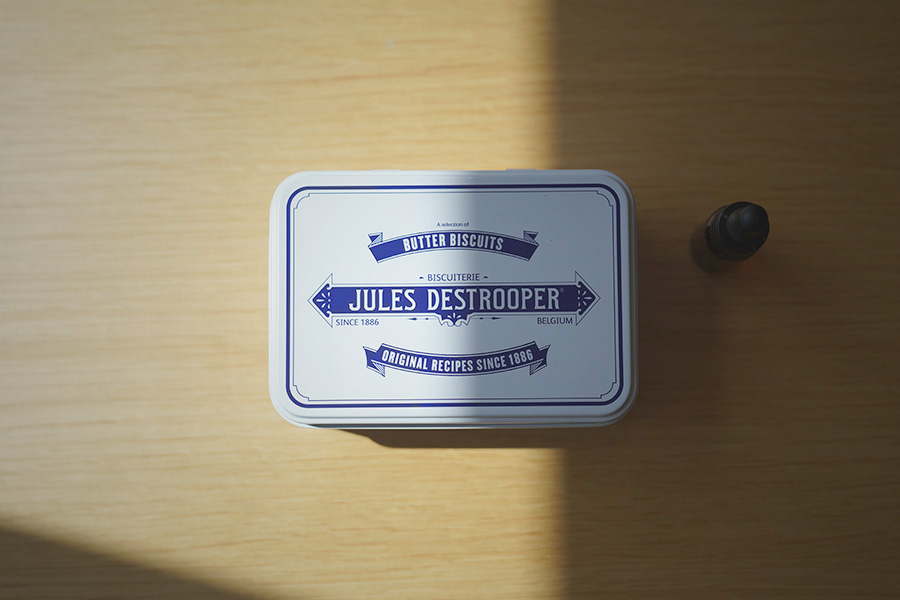 A selection of
BUTTER BISCUITS
BISCUITERIE
JULES DESTROOPER®
SINCE 1886
BELGIUM
ORIGINAL RECIPES SINCE 1886